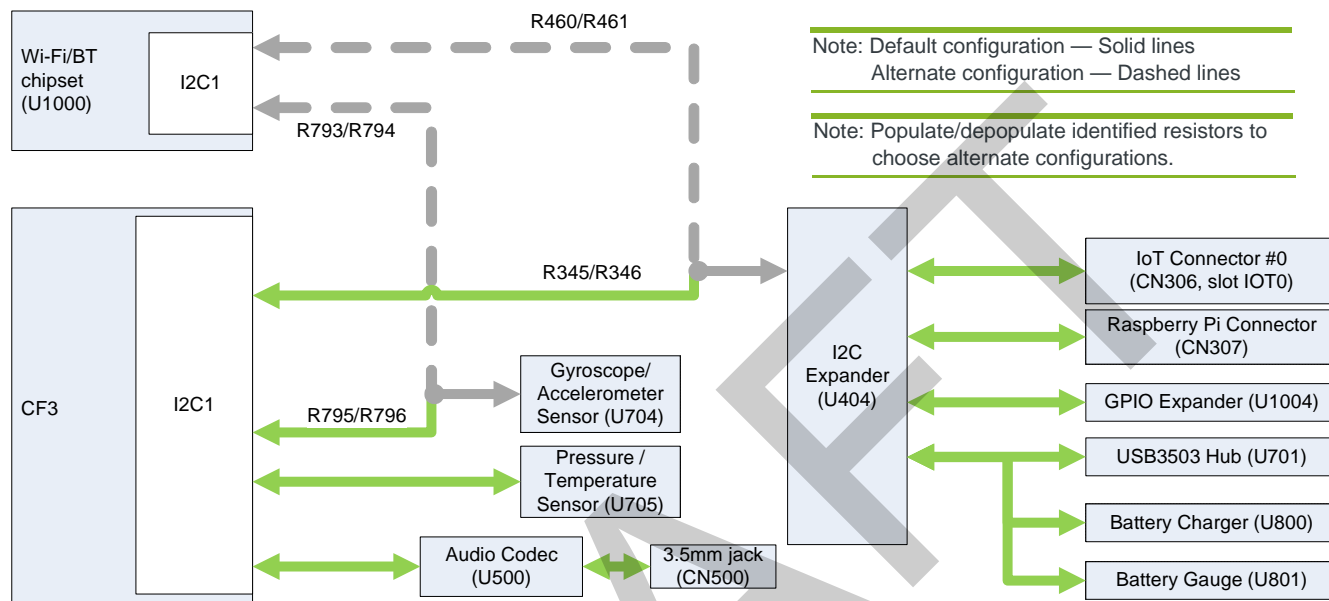 R460/R461
Wi-Fi/BT
chipset
(U1000)
I2C1
R793/R794
Note: Default configuration — Solid lines
Alternate configuration — Dashed lines
Note: Populate/depopulate identified resistors to
choose alternate configurations.
CF3
I2C1
R345/R346
R795/R796
Gyroscope/
Accelerometer
Sensor (U704)
Pressure /
Temperature
Sensor (U705)
Audio Codec
(U500)
3.5mm jack
(CN500)
I2C
Expander
(U404)
IoT Connector #0
(CN306, slot IOT0)
Raspberry Pi Connector
(CN307)
GPIO Expander (U1004)
USB3503 Hub (U701)
Battery Charger (U800)
Battery Gauge (U801)